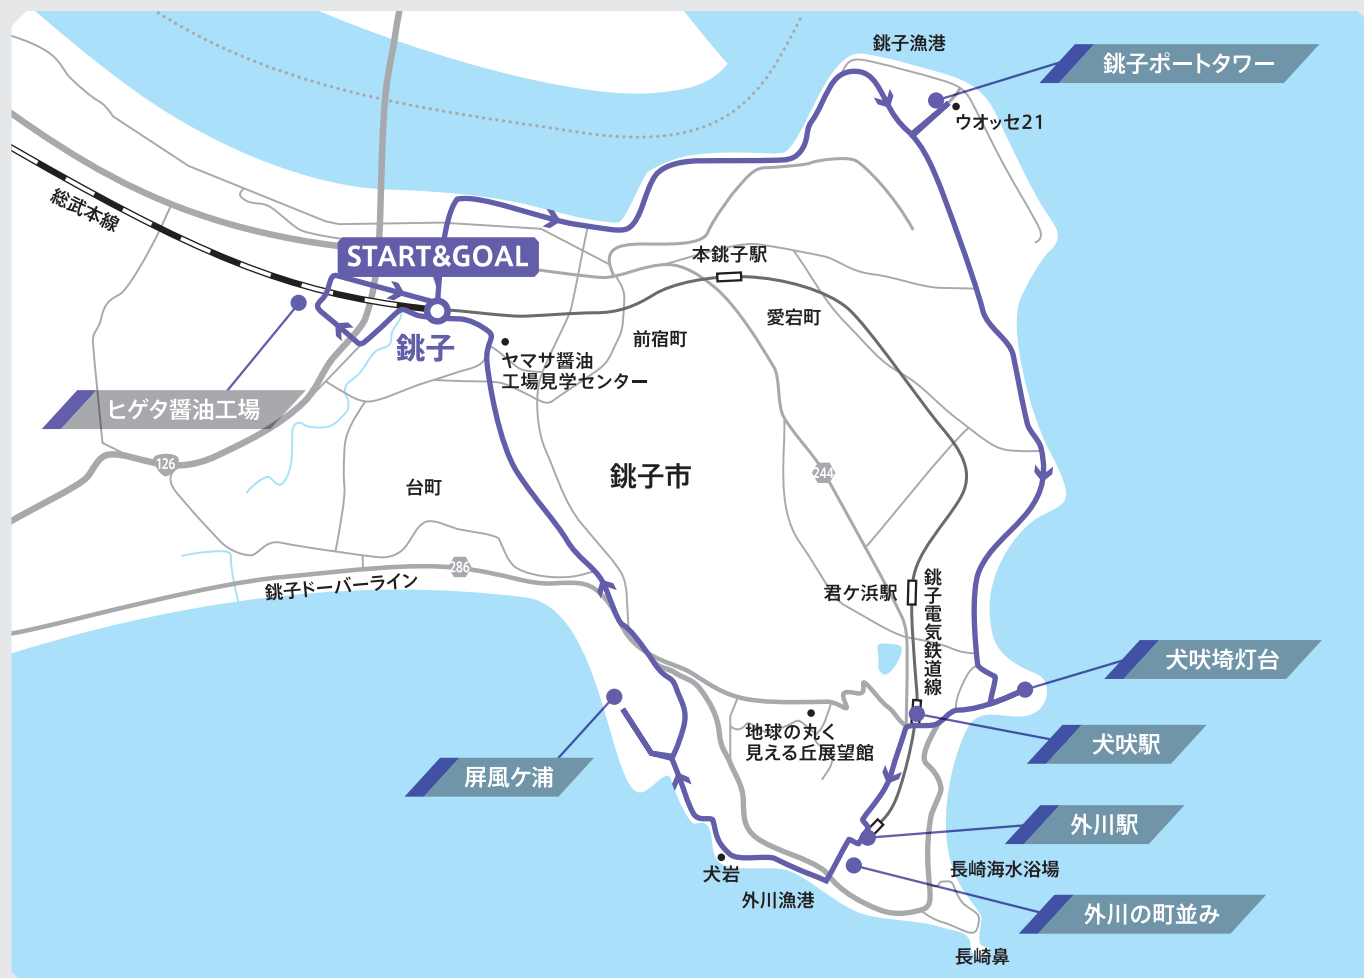 銚子漁港
銚子ポートタワー
ウオッセ21
総武本線
START&GOAL
本銚子駅
愛宕町
前宿町
銚子
ヤマサ醤油
工場見学センター
ヒゲタ醤油工場
126
244
銚子市
台町
286
銚子ドーバーライン
君ケ浜駅
銚子電気鉄道線
犬吠埼灯台
地球の丸く
見える丘展望館
犬吠駅
屏風ケ浦
外川駅
長崎海水浴場
犬岩
外川漁港
外川の町並み
長崎鼻